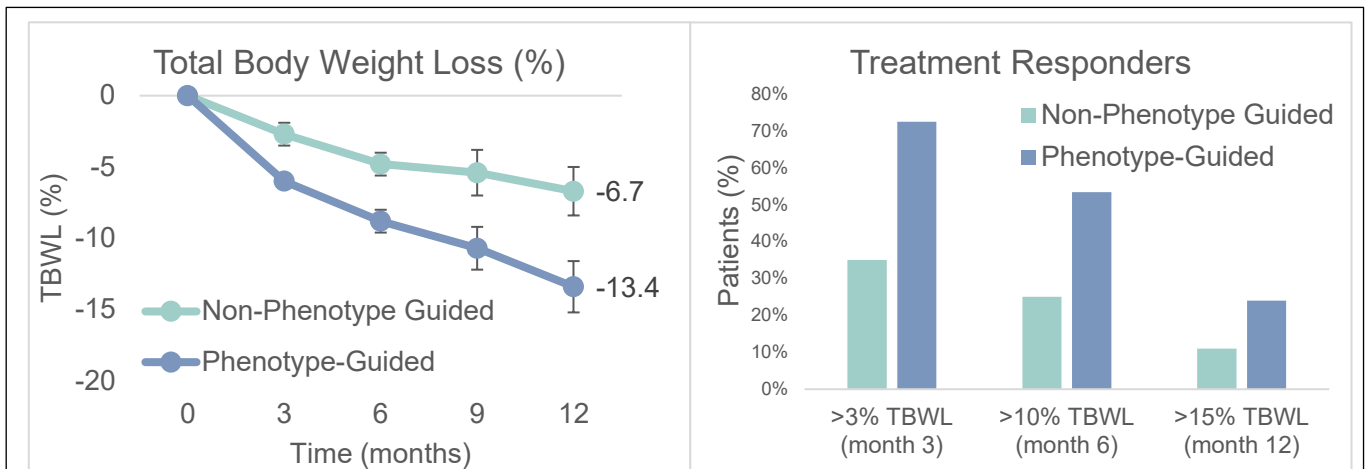 Total Body Weight Loss (%)
0
-5
-10
-15
-20
TBWL (%)
-6.7
-13.4
Non-Phenotype Guided
Phenotype-Guided
0 3 6 9 12
Time (months)
Treatment Responders
80%
70%
60%
50%
40%
30%
20%
10%
0%
Patients (%)
Non-Phenotype Guided
Phenotype-Guided
>3% TBWL >10% TBWL >15% TBWL
(month 3) (month 6) (month 12)